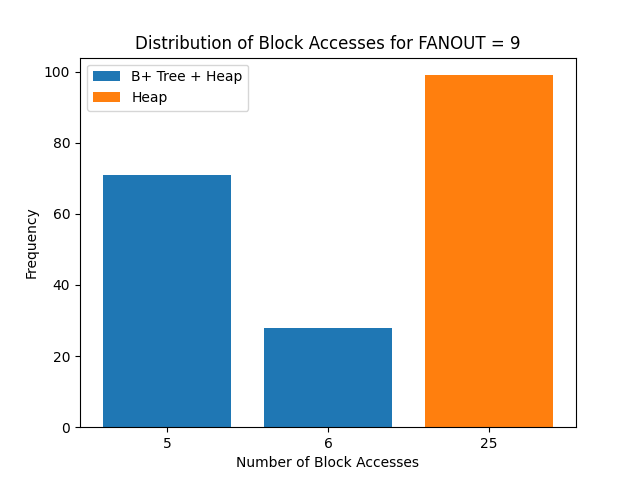 Distribution of Block Accesses for FANOUT = 9
B+ Tree + Heap
Heap
100
80
60
40
20
0
Frequency
5 6 25
Number of Block Accesses